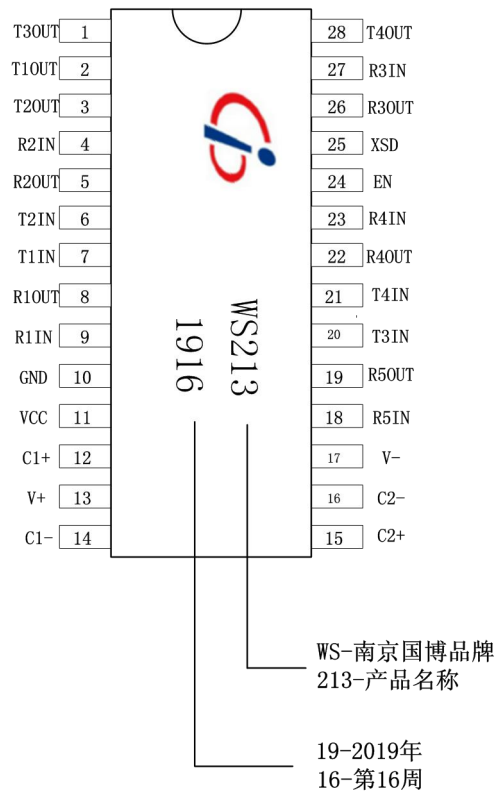 T3OUT 1 28 T4OUT
T1OUT 2 27 R3IN
T2OUT 3 26 R3OUT
R2IN 4 25 XSD
R2OUT 5 24 EN
T2IN 6 23 R4IN
T1IN 7 22 R4OUT
R1OUT 8 21 T4IN
R1IN 9 20 T3IN
GND 10 19 R5OUT
VCC 11 18 R5IN
C1+ 12 17 V-
V+ 13 16 C2-
C1- 14 15 C2+
WS213
1916
WS-南京国博品牌
213-产品名称
19-2019年
16-第16周